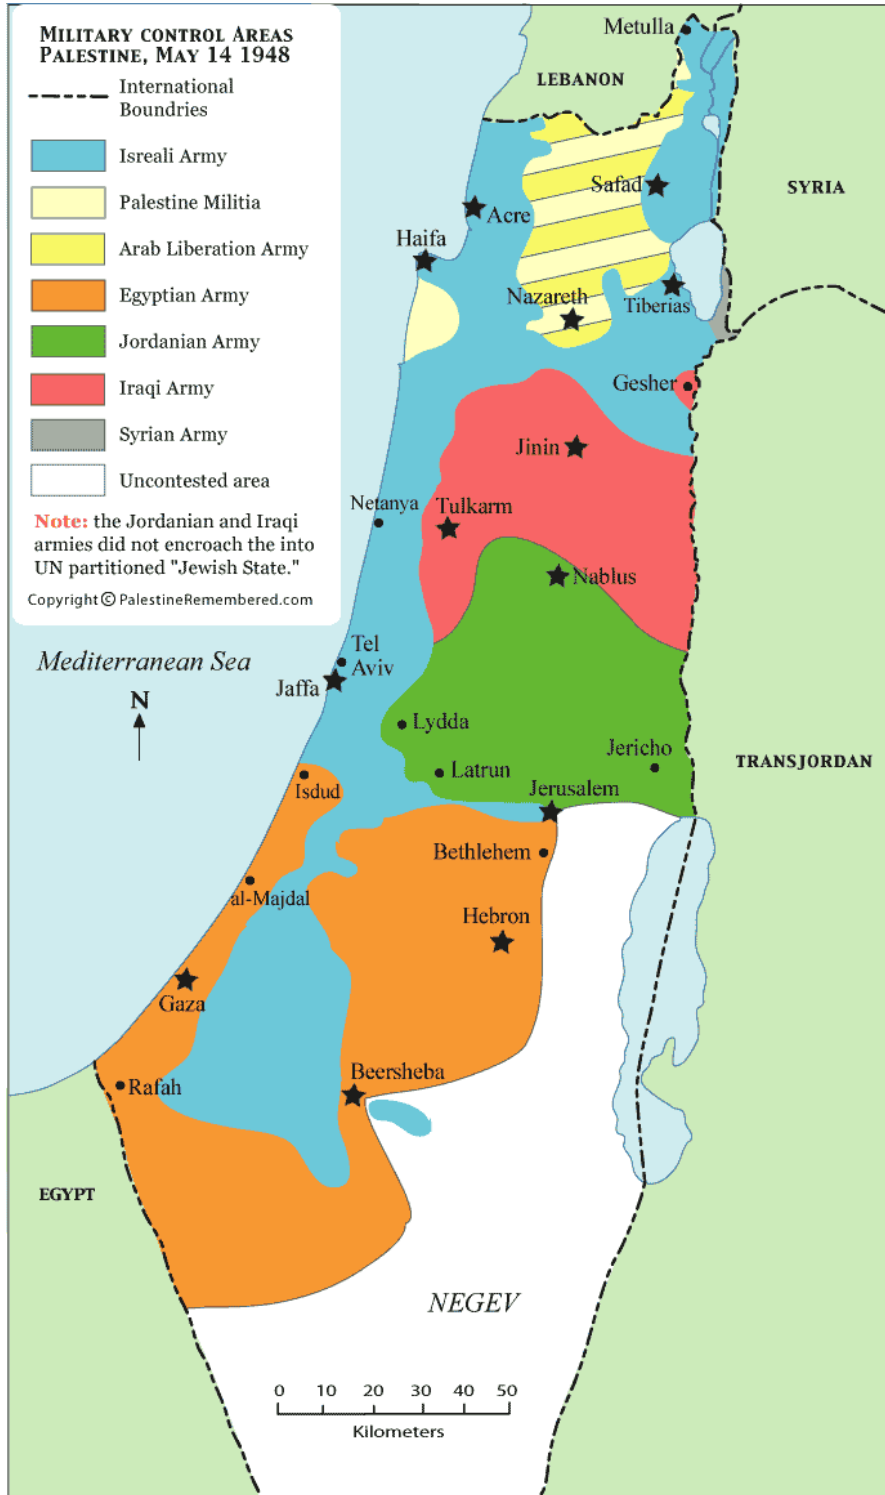 MILITARY CONTROL AREAS
PALESTINE, MAY 14 1948
International
Boundries
Isreali Army
Palestine Militia
Arab Liberation Army
Egyptian Army
Jordanian Army
Iraqi Army
Syrian Army
Uncontested area
Note: the Jordanian and Iraqi
armies did not encroach the into
UN partitioned "Jewish State."
Copyright © PalestineRemembered.com
Metulla
LEBANON
SYRIA
Safad
Acre
Haifa
Nazareth
Tiberias
Gesher
Jinin
Netanya
Tulkarm
Nablus
Mediterranean Sea
Tel
Aviv
Jaffa
N
Lydda
Jericho
TRANSJORDAN
Latrun
Isdud
Jerusalem
Bethlehem
al-Majdal
Hebron
Gaza
Beersheba
Rafah
EGYPT
NEGEV
0 10 20 30 40 50
Kilometers